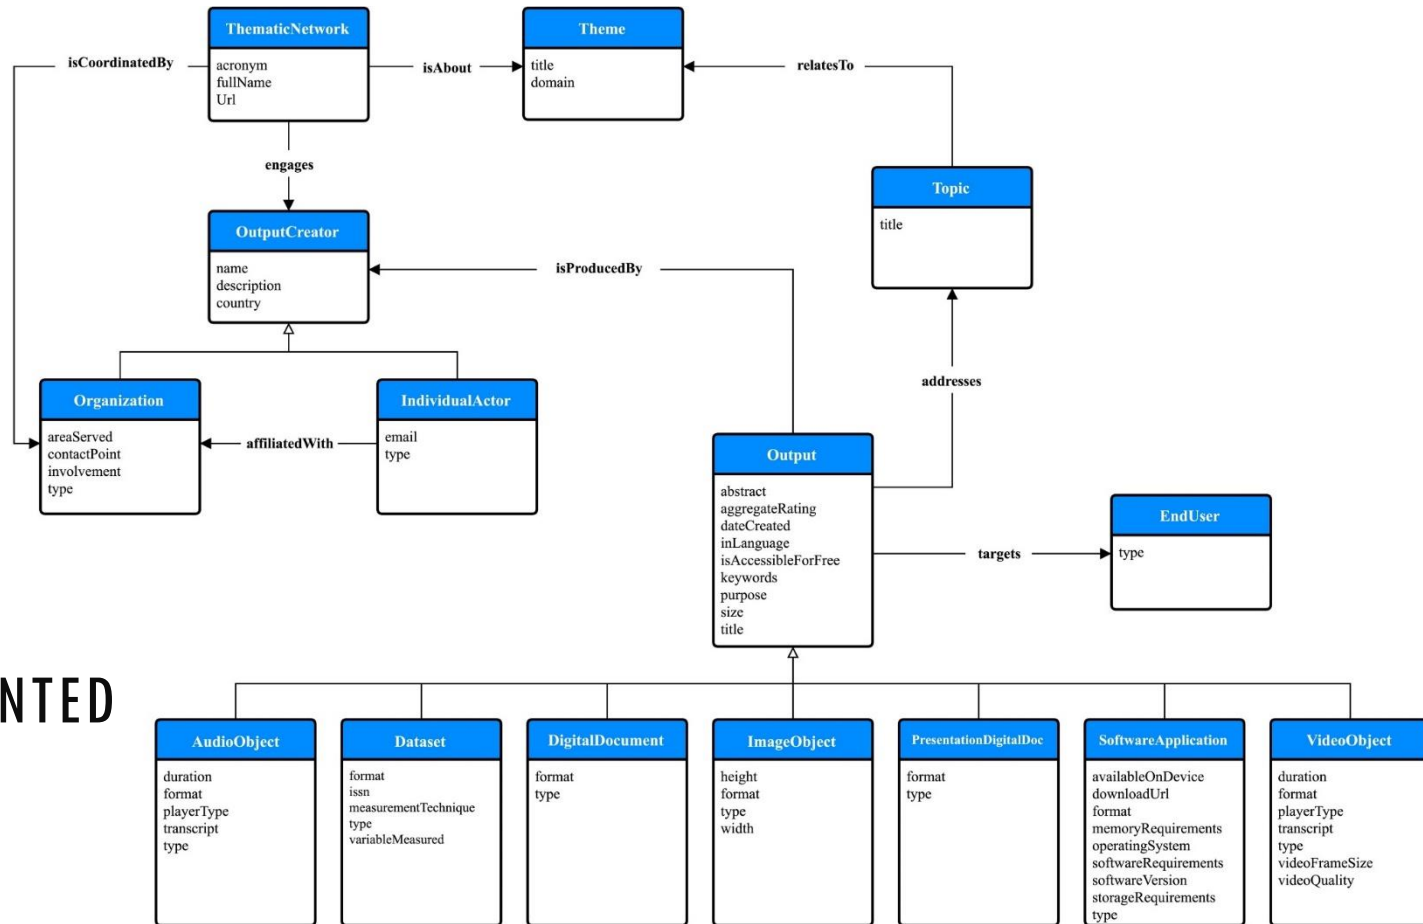 ThematicNetwork
acronym
fullName
Url
Theme
title
domain
isCoordinatedBy
isAbout
relatesTo
engages
Topic
title
OutputCreator
name
description
country
isProducedBy
addresses
Organization
areaServed
contactPoint
involvement
type
IndividualActor
email
type
affiliatedWith
Output
abstract
aggregateRating
dateCreated
inLanguage
isAccessibleForFree
keywords
purpose
size
title
targets
EndUser
type
NTED
AudioObject
duration
format
playerType
transcript
type
Dataset
format
issn
measurementTechnique
type
variableMeasured
DigitalDocument
format
type
ImageObject
height
format
type
width
PresentationDigitalDoc
format
type
SoftwareApplication
availableOnDevice
downloadUrl
format
memoryRequirements
operatingSystem
softwareRequirements
softwareVersion
storageRequirements
type
VideoObject
duration
format
playerType
transcript
type
videoFrameSize
videoQuality